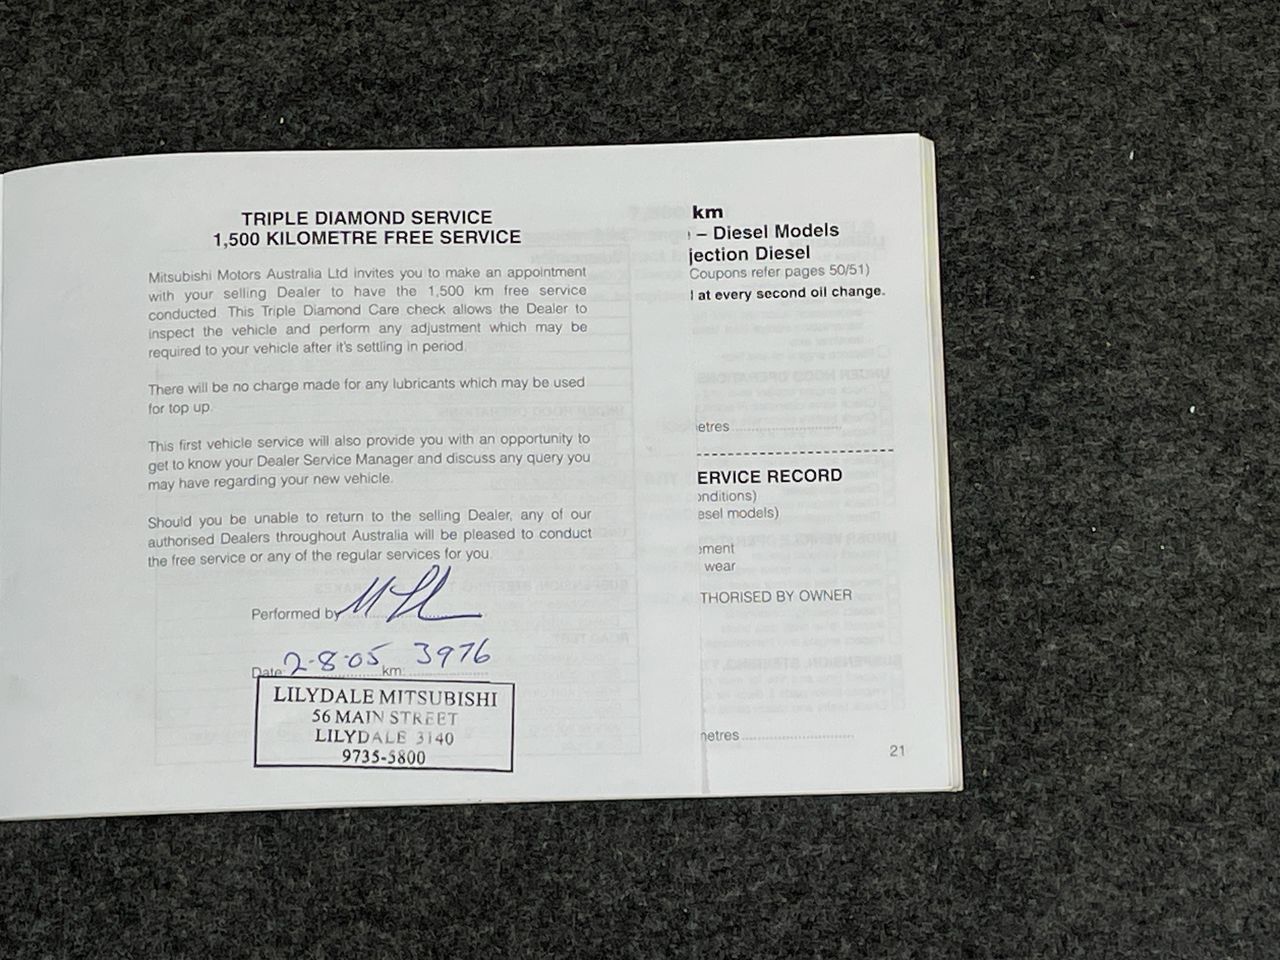 TRIPLE DIAMOND SERVICE
1,500 KILOMETRE FREE SERVICE
Mitsubishi Motors Australia Ltd invites you to make an appointment
with your selling Dealer to have the 1,500 km free service
conducted. This Triple Diamond Care check allows the Dealer to
inspect the vehicle and perform any adjustment which may be
required to your vehicle after it's settling in period.
There will be no charge made for any lubricants which may be used
for top up.
This first vehicle service will also provide you with an opportunity to
get to know your Dealer Service Manager and discuss any query you
may have regarding your new vehicle.
Should you be unable to return to the selling Dealer, any of our
authorised Dealers throughout Australia will be pleased to conduct
the free service or any of the regular services for you.
Performed by
Date: 2-8-05 km: 3976
LILYDALE MITSUBISHI
56 MAIN STREET
LILYDALE 3140
9735-5800
km
– Diesel Models
jection Diesel
Coupons refer pages 50/51)
at every second oil change.
etres
ERVICE RECORD
onditions)
esel models)
ement
wear
THORISED BY OWNER
netres
21